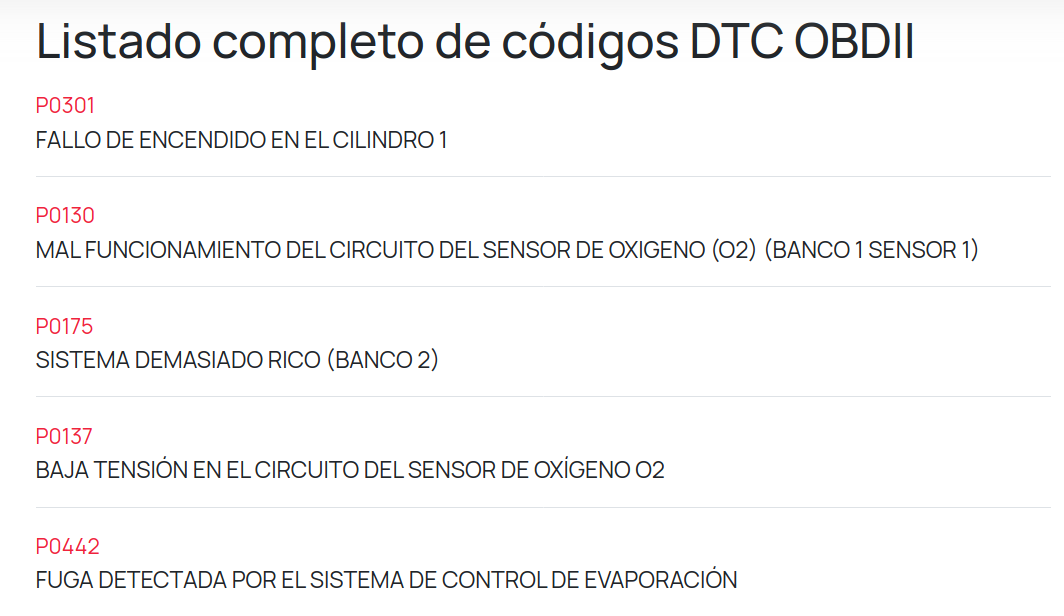 Listado completo de códigos DTC OBDII
P0301
FALLO DE ENCENDIDO EN EL CILINDRO 1
P0130
MAL FUNCIONAMIENTO DEL CIRCUITO DEL SENSOR DE OXIGENO (O2) (BANCO 1 SENSOR 1)
P0175
SISTEMA DEMASIADO RICO (BANCO 2)
P0137
BAJA TENSIÓN EN EL CIRCUITO DEL SENSOR DE OXÍGENO O2
P0442
FUGA DETECTADA POR EL SISTEMA DE CONTROL DE EVAPORACIÓN